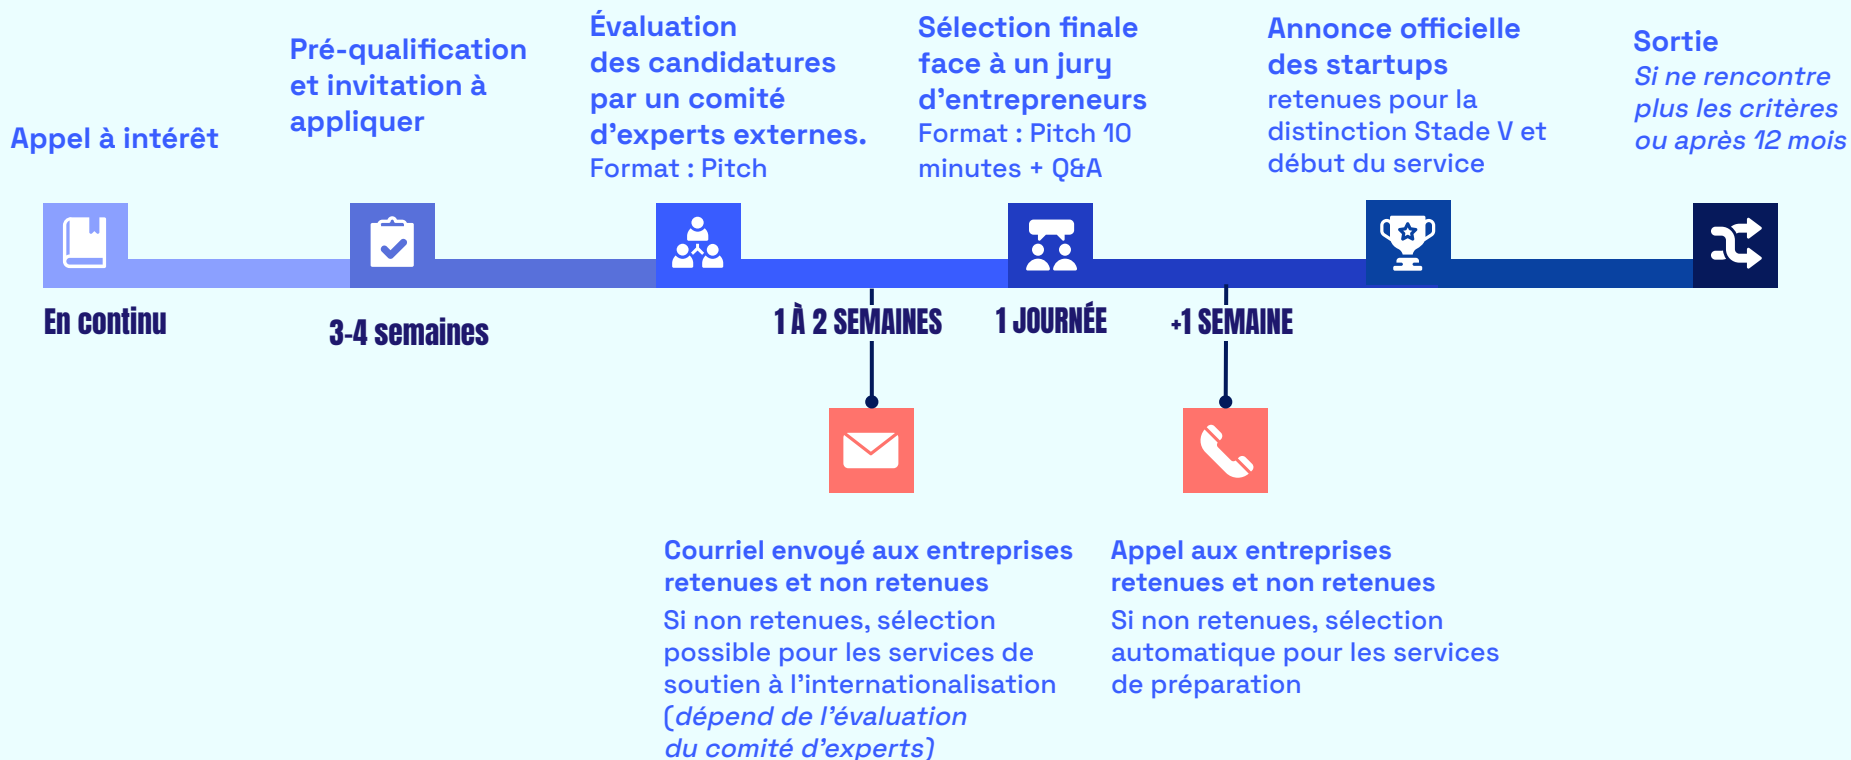 Appel à intérêt
Pré-qualification
et invitation à
appliquer
Évaluation
des candidatures
par un comité
d'experts externes.
Format : Pitch
Sélection finale
face à un jury
d'entrepreneurs
Format : Pitch 10
minutes + Q&A
Annonce officielle
des startups
retenues pour la
distinction Stade V et
début du service
Sortie
Si ne rencontre
plus les critères
ou après 12 mois
En continu
3-4 semaines
1 À 2 SEMAINES
1 JOURNÉE
+1 SEMAINE
Courriel envoyé aux entreprises
retenues et non retenues
Si non retenues, sélection
possible pour les services de
soutien à l'internationalisation
(dépend de l'évaluation
du comité d'experts)
Appel aux entreprises
retenues et non retenues
Si non retenues, sélection
automatique pour les services
de préparation